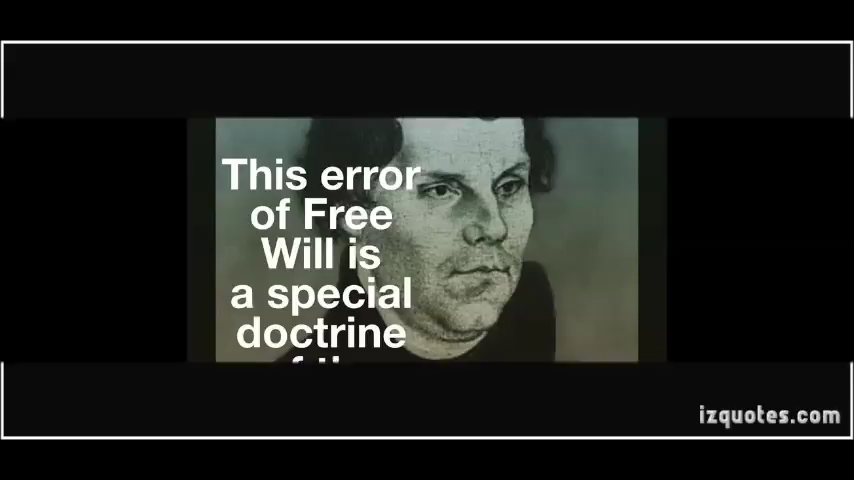 This error
of Free
Will is
a special
doctrine
izquotes.com